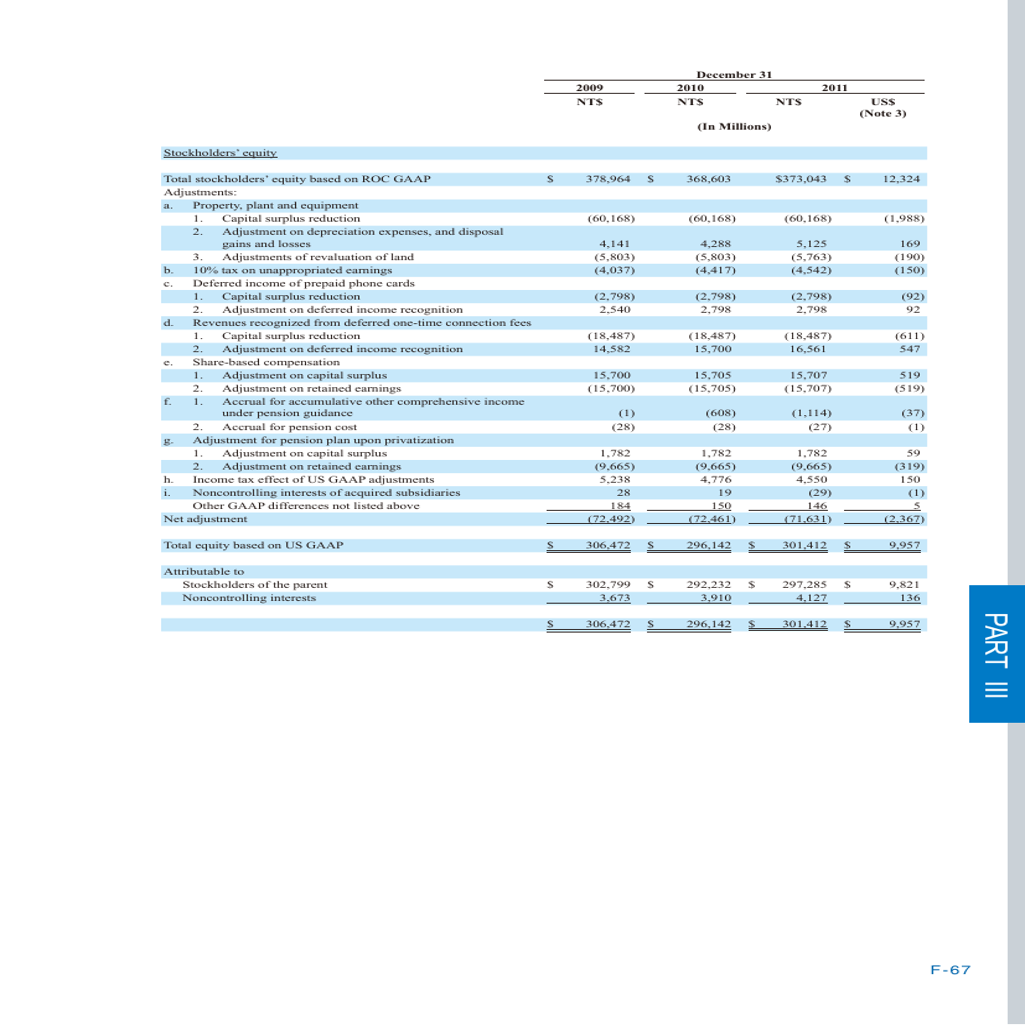 December 31
2009 2010 2011
NT$ NT$ NT$ US$
(Note 3)
(In Millions)
Stockholders' equity
Total stockholders' equity based on ROC GAAP $ 378,964 $ 368,603 $373,043 $ 12,324
Adjustments:
a. Property, plant and equipment
1. Capital surplus reduction (60,168) (60,168) (60,168) (1,988)
2. Adjustment on depreciation expenses, and disposal
gains and losses 4,141 4,288 5,125 169
3. Adjustments of revaluation of land (5,803) (5,803) (5,763) (190)
b. 10% tax on unappropriated earnings (4,037) (4,417) (4,542) (150)
c. Deferred income of prepaid phone cards
1. Capital surplus reduction (2,798) (2,798) (2,798) (92)
2. Adjustment on deferred income recognition 2,540 2,798 2,798 92
d. Revenues recognized from deferred one-time connection fees
1. Capital surplus reduction (18,487) (18,487) (18,487) (611)
2. Adjustment on deferred income recognition 14,582 15,700 16,561 547
e. Share-based compensation
1. Adjustment on capital surplus 15,700 15,705 15,707 519
2. Adjustment on retained earnings (15,700) (15,705) (15,707) (519)
f. 1. Accrual for accumulative other comprehensive income
under pension guidance (1) (608) (1,114) (37)
2. Accrual for pension cost (28) (28) (27) (1)
g. Adjustment for pension plan upon privatization
1. Adjustment on capital surplus 1,782 1,782 1,782 59
2. Adjustment on retained earnings (9,665) (9,665) (9,665) (319)
h. Income tax effect of US GAAP adjustments 5,238 4,776 4,550 150
i. Noncontrolling interests of acquired subsidiaries 28 19 (29) (1)
Other GAAP differences not listed above 184 150 146 5
Net adjustment (72,492) (72,461) (71,631) (2,367)
Total equity based on US GAAP $ 306,472 $ 296,142 $ 301,412 $ 9,957
Attributable to
Stockholders of the parent $ 302,799 $ 292,232 $ 297,285 $ 9,821
Noncontrolling interests 3,673 3,910 4,127 136
$ 306,472 $ 296,142 $ 301,412 $ 9,957
PART III
F-67